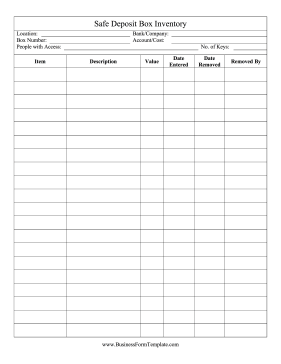 Safe Deposit Box Inventory
Location: Bank/Company:
Box Number: Account/Cost:
People with Access: No. of Keys:
Item Description Value Date Entered Date Removed Removed By
www.BusinessFormTemplate.com